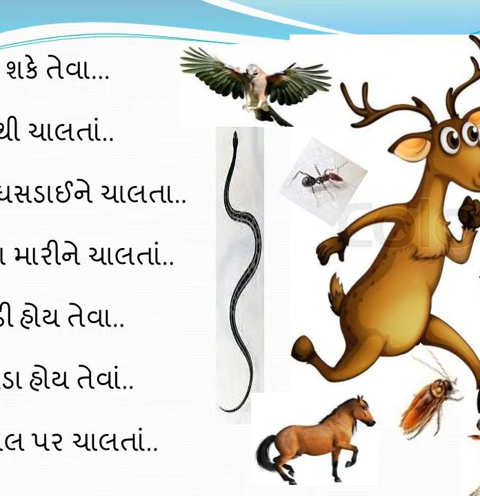 શકે તેવા...
થી ચાલતાં..
ઘસડાઈને ચાલતા..
મારીને ચાલતાં..
હોય તેવા..
હોય તેવાં..
પર ચાલતાં..